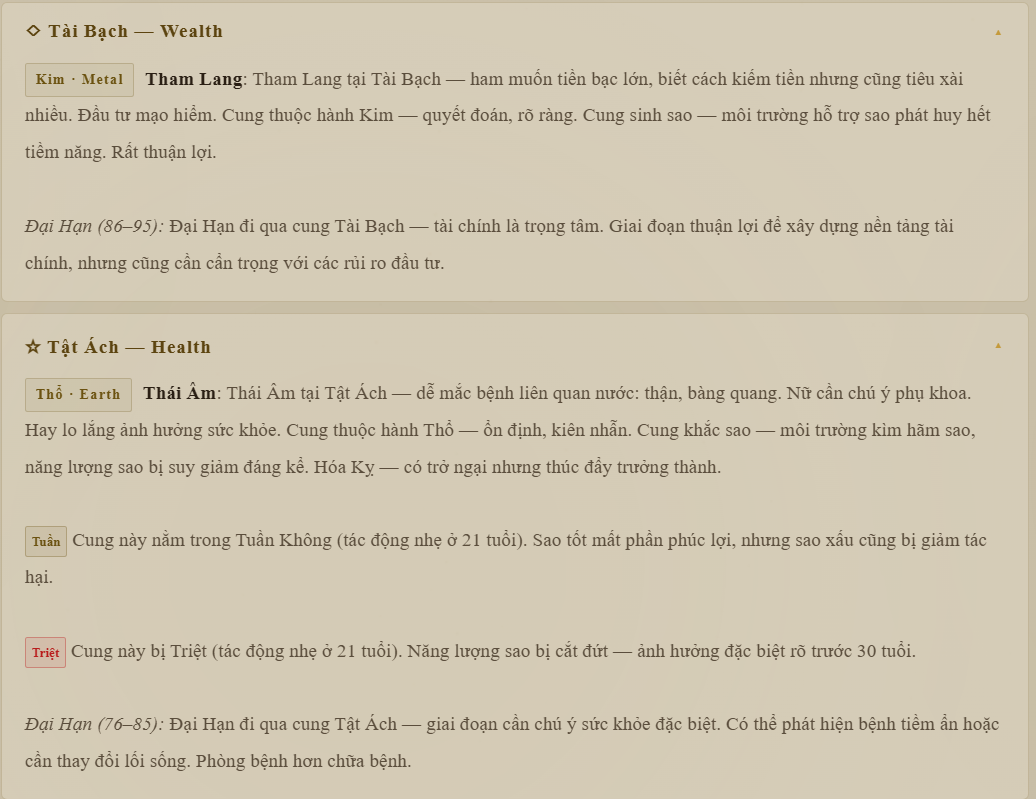 ◇ Tài Bạch — Wealth ▲
Kim · Metal Tham Lang: Tham Lang tại Tài Bạch — ham muốn tiền bạc lớn, biết cách kiếm tiền nhưng cũng tiêu xài
nhiều. Đầu tư mạo hiểm. Cung thuộc hành Kim — quyết đoán, rõ ràng. Cung sinh sao — môi trường hỗ trợ sao phát huy hết
tiềm năng. Rất thuận lợi.
Đại Hạn (86–95): Đại Hạn đi qua cung Tài Bạch — tài chính là trọng tâm. Giai đoạn thuận lợi để xây dựng nền tảng tài
chính, nhưng cũng cần cẩn trọng với các rủi ro đầu tư.
☆ Tật Ách — Health ▲
Thổ · Earth Thái Âm: Thái Âm tại Tật Ách — dễ mắc bệnh liên quan nước: thận, bàng quang. Nữ cần chú ý phụ khoa.
Hay lo lắng ảnh hưởng sức khỏe. Cung thuộc hành Thổ — ổn định, kiên nhẫn. Cung khắc sao — môi trường kìm hãm sao,
năng lượng sao bị suy giảm đáng kể. Hóa Kỵ — có trở ngại nhưng thúc đẩy trưởng thành.
Tuần Cung này nằm trong Tuần Không (tác động nhẹ ở 21 tuổi). Sao tốt mất phần phúc lợi, nhưng sao xấu cũng bị giảm tác
hại.
Triệt Cung này bị Triệt (tác động nhẹ ở 21 tuổi). Năng lượng sao bị cắt đứt — ảnh hưởng đặc biệt rõ trước 30 tuổi.
Đại Hạn (76–85): Đại Hạn đi qua cung Tật Ách — giai đoạn cần chú ý sức khỏe đặc biệt. Có thể phát hiện bệnh tiềm ẩn hoặc
cần thay đổi lối sống. Phòng bệnh hơn chữa bệnh.